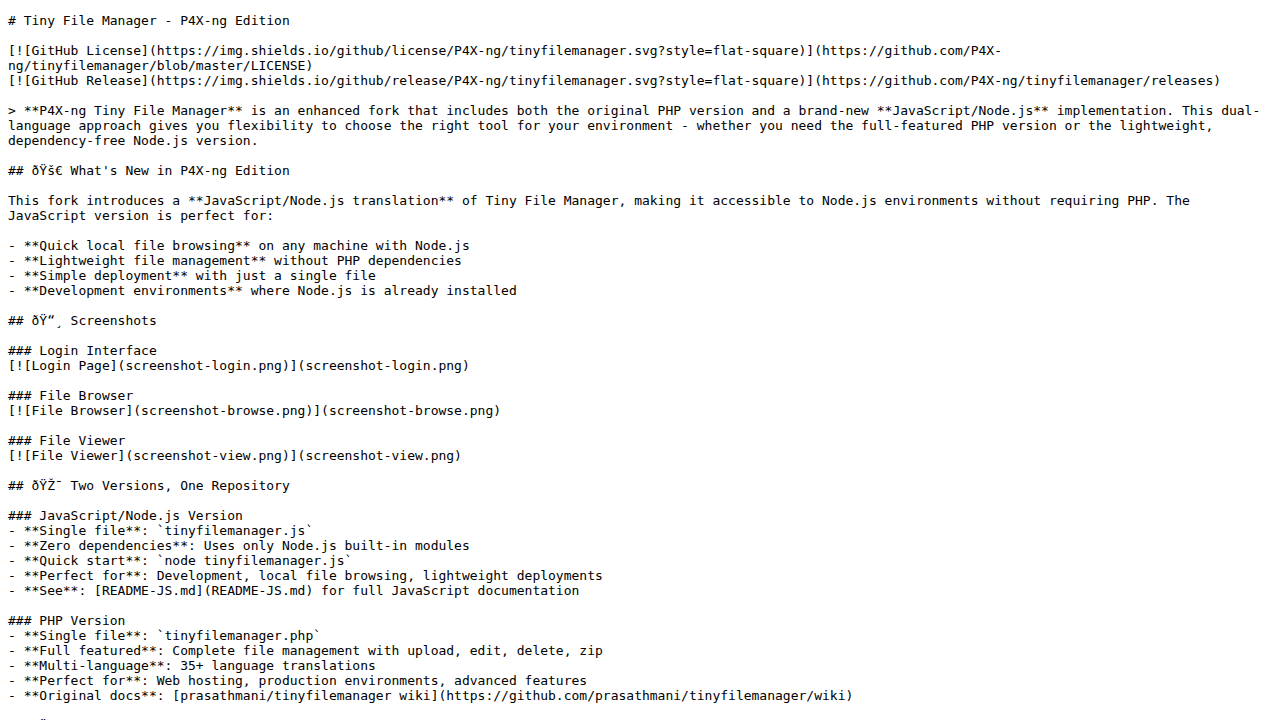 # Tiny File Manager - P4X-ng Edition
[![GitHub License](https://img.shields.io/github/license/P4X-ng/tinyfilemanager.svg?style=flat-square)](https://github.com/P4X-
ng/tinyfilemanager/blob/master/LICENSE)
[![GitHub Release](https://img.shields.io/github/release/P4X-ng/tinyfilemanager.svg?style=flat-square)](https://github.com/P4X-ng/tinyfilemanager/releases)
> **P4X-ng Tiny File Manager** is an enhanced fork that includes both the original PHP version and a brand-new **JavaScript/Node.js** implementation. This dual-
language approach gives you flexibility to choose the right tool for your environment - whether you need the full-featured PHP version or the lightweight,
dependency-free Node.js version.
## ðŸš€ What's New in P4X-ng Edition
This fork introduces a **JavaScript/Node.js translation** of Tiny File Manager, making it accessible to Node.js environments without requiring PHP. The
JavaScript version is perfect for:
- **Quick local file browsing** on any machine with Node.js
- **Lightweight file management** without PHP dependencies
- **Simple deployment** with just a single file
- **Development environments** where Node.js is already installed
## ðŸ“¸ Screenshots
### Login Interface
[![Login Page](screenshot-login.png)](screenshot-login.png)
### File Browser
[![File Browser](screenshot-browse.png)](screenshot-browse.png)
### File Viewer
[![File Viewer](screenshot-view.png)](screenshot-view.png)
## ðŸŽ¯ Two Versions, One Repository
### JavaScript/Node.js Version
- **Single file**: `tinyfilemanager.js`
- **Zero dependencies**: Uses only Node.js built-in modules
- **Quick start**: `node tinyfilemanager.js`
- **Perfect for**: Development, local file browsing, lightweight deployments
- **See**: [README-JS.md](README-JS.md) for full JavaScript documentation
### PHP Version
- **Single file**: `tinyfilemanager.php`
- **Full featured**: Complete file management with upload, edit, delete, zip
- **Multi-language**: 35+ language translations
- **Perfect for**: Web hosting, production environments, advanced features
- **Original docs**: [prasathmani/tinyfilemanager wiki](https://github.com/prasathmani/tinyfilemanager/wiki)